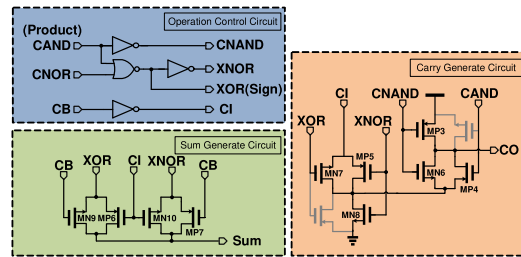 Operation Control Circuit
(Product)
CAND
CNAND
CNOR
XNOR
XOR(Sign)
CB
CI
Sum Generate Circuit
CB
XOR
CI
XNOR
CB
MN9
MP6
MN10
MP7
Sum
Carry Generate Circuit
CI
CNAND
CAND
XOR
XNOR
MP3
CO
MP5
MN7
MN6
MP4
MN8